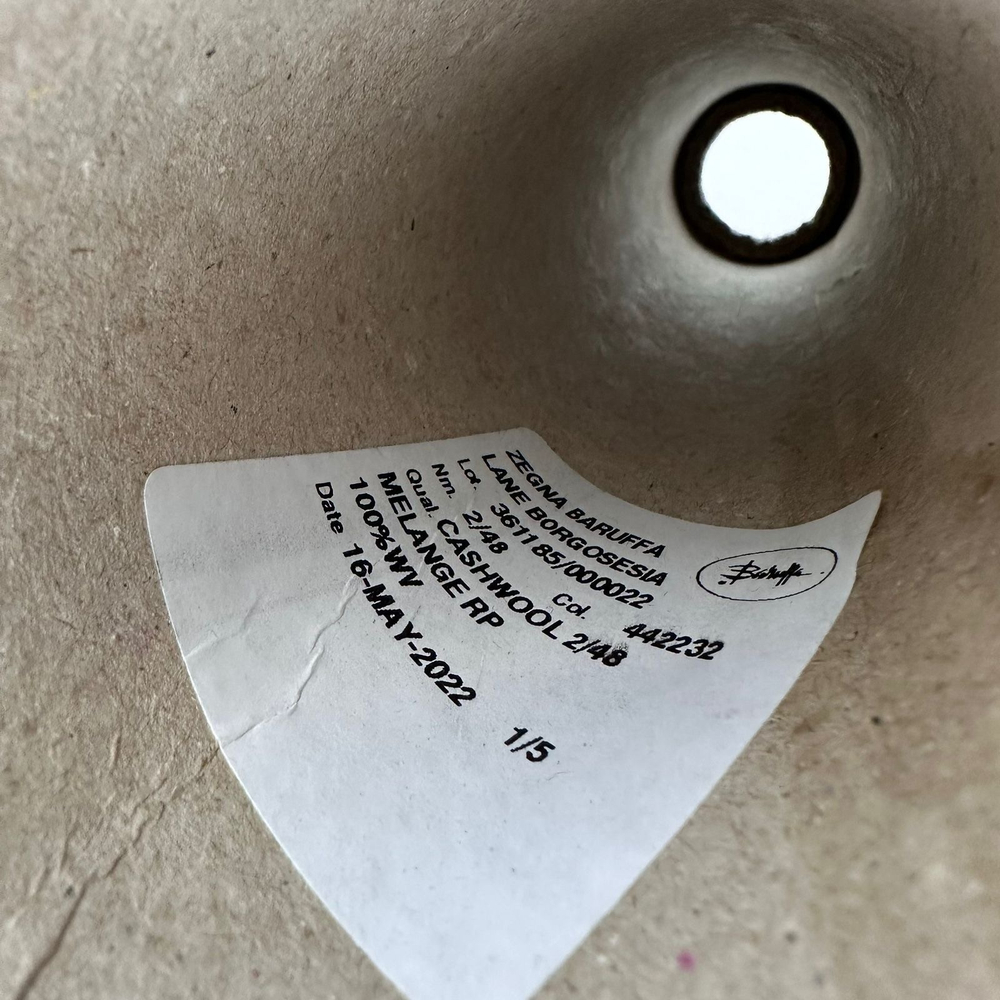 ZEGNA BARUFFA
LANE BORGOSESIA
Baruffa
Lot. 361185/000022
Nm. 2/48 Col. 442232
Qual. CASHWOOL 2/48
MELANGE RP
100%WV
Date 16-MAY-2022 1/5